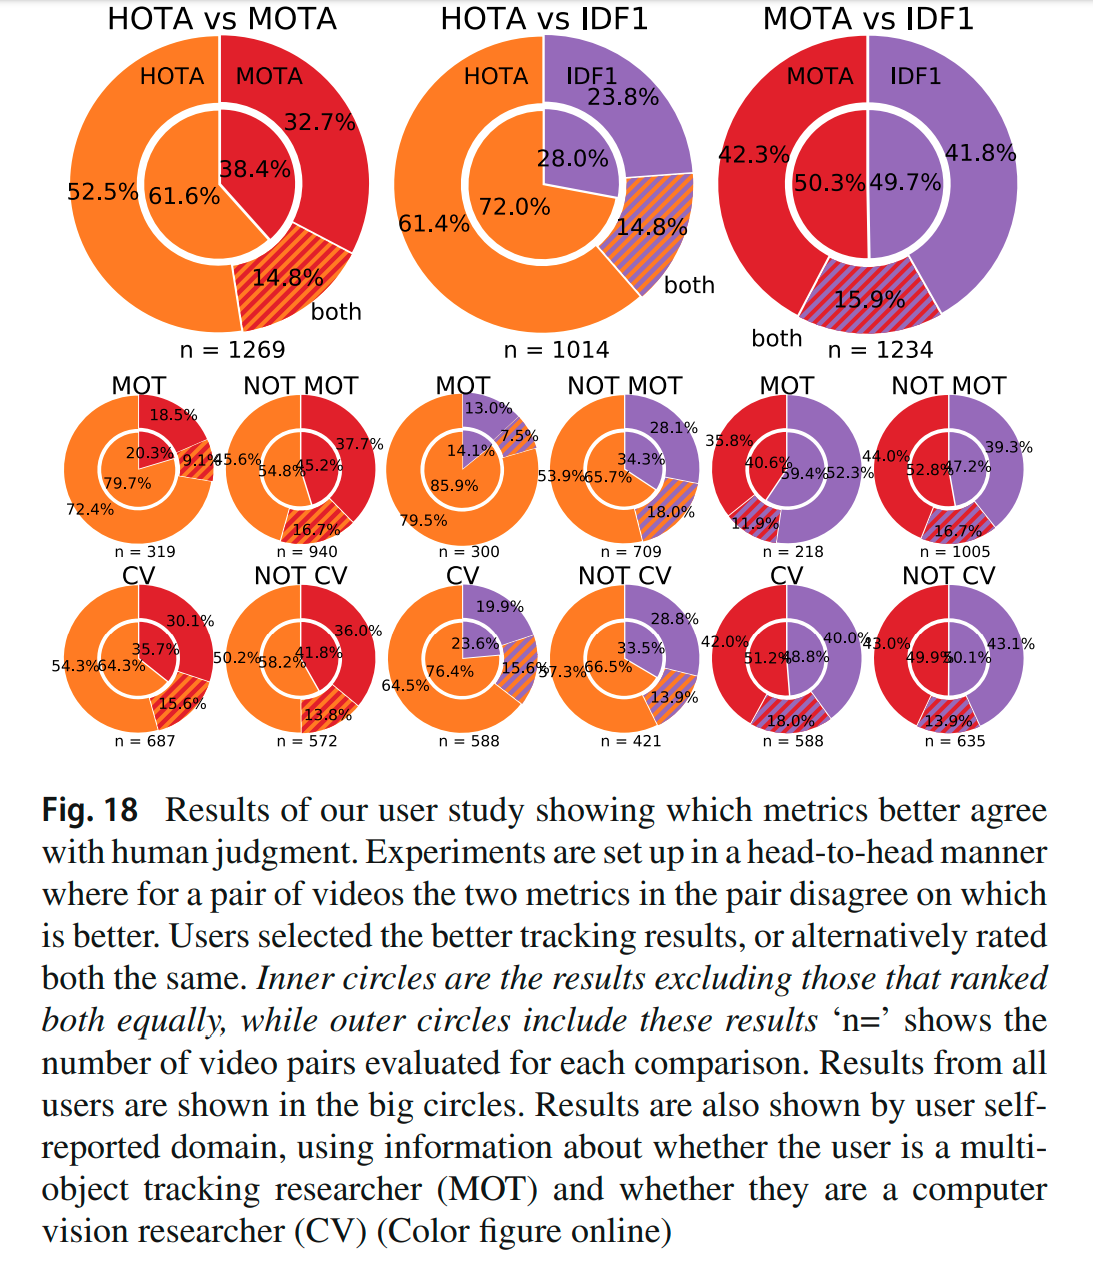 HOTA vs MOTA
HOTA vs IDF1
MOTA vs IDF1
HOTA MOTA
32.7%
38.4%
52.5% 61.6%
14.8%
both
n = 1269
HOTA IDF1
23.8%
28.0%
72.0%
61.4%
14.8%
both
n = 1014
MOTA IDF1
42.3% 41.8%
50.3% 49.7%
15.9%
both
n = 1234
MOT
18.5%
20.3%
9.1%
79.7%
72.4%
n = 319
NOT MOT
37.7%
45.6%
54.8% 45.2%
16.7%
n = 940
MOT
13.0%
7.5%
14.1%
85.9%
79.5%
n = 300
NOT MOT
28.1%
34.3%
53.9% 65.7%
18.0%
n = 709
MOT
35.8%
40.6%
59.4% 52.3%
11.9%
n = 218
NOT MOT
39.3%
44.0%
52.8% 47.2%
16.7%
n = 1005
CV
30.1%
35.7%
54.3% 64.3%
15.6%
n = 687
NOT CV
36.0%
41.8%
50.2% 58.2%
13.8%
n = 572
CV
19.9%
23.6%
76.4% 15.6%
64.5%
n = 588
NOT CV
28.8%
33.5%
57.3% 66.5%
13.9%
n = 421
CV
42.0% 40.0%
51.2% 48.8%
18.0%
n = 588
NOT CV
43.0% 43.1%
49.9% 50.1%
13.9%
n = 635
Fig. 18 Results of our user study showing which metrics better agree
with human judgment. Experiments are set up in a head-to-head manner
where for a pair of videos the two metrics in the pair disagree on which
is better. Users selected the better tracking results, or alternatively rated
both the same. Inner circles are the results excluding those that ranked
both equally, while outer circles include these results ‘n=’ shows the
number of video pairs evaluated for each comparison. Results from all
users are shown in the big circles. Results are also shown by user self-
reported domain, using information about whether the user is a multi-
object tracking researcher (MOT) and whether they are a computer
vision researcher (CV) (Color figure online)